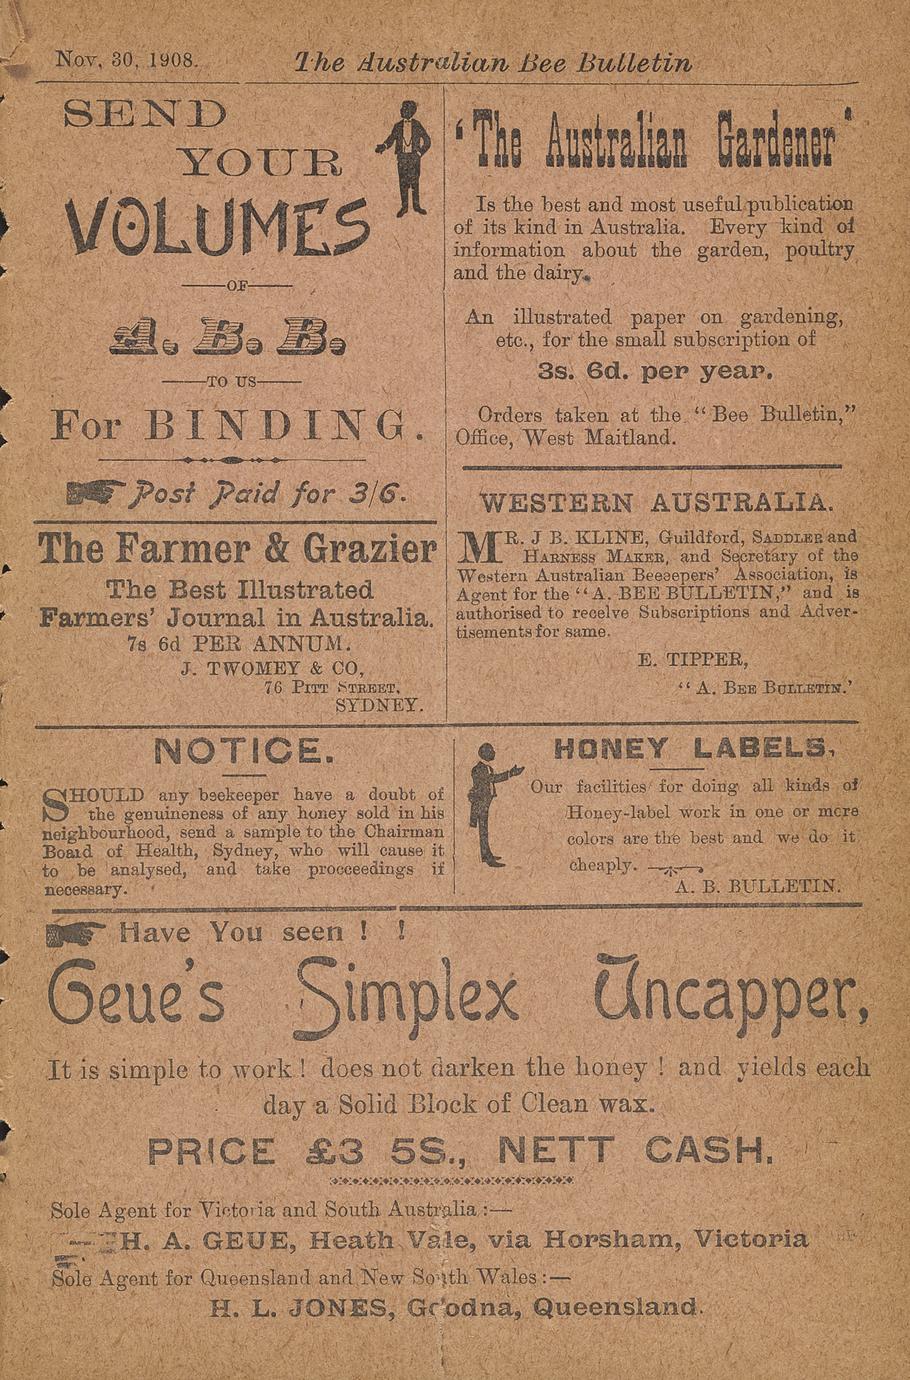 Nov. 30, 1908.
The Australian Bee Bulletin
SEND
YOUR
VOLUMES
—OF—
A. B. B.
—TO US—
For BINDING.
Post Paid for 3/6.
The Farmer & Grazier
The Best Illustrated
Farmers' Journal in Australia.
7s 6d PER ANNUM.
J. TWOMEY & CO,
76 PITT STREET,
SYDNEY.
'The Australian Gardener'
Is the best and most useful publication
of its kind in Australia. Every kind of
information about the garden, poultry
and the dairy.
An illustrated paper on gardening,
etc., for the small subscription of
3s. 6d. per year.
Orders taken at the "Bee Bulletin,"
Office, West Maitland.
WESTERN AUSTRALIA.
MR. J B. KLINE, Guildford, SADDLER and
HARNESS MAKER, and Secretary of the
Western Australian Beeeepers' Association, is
Agent for the "A. BEE BULLETIN," and is
authorised to receive Subscriptions and Adver-
tisements for same.
E. TIPPER,
"A. BEE BULLETIN.'
NOTICE.
SHOULD any beekeeper have a doubt of
the genuineness of any honey sold in his
neighbourhood, send a sample to the Chairman
Board of Health, Sydney, who will cause it
to be analysed, and take procceedings if
necessary.
HONEY LABELS,
Our facilities for doing all kinds of
Honey-label work in one or more
colors are the best and we do it
cheaply.
A. B. BULLETIN.
Have You seen ! !
Geue's Simplex Uncapper,
It is simple to work! does not darken the honey! and yields each
day a Solid Block of Clean wax.
PRICE £3 5S., NETT CASH.
Sole Agent for Victoria and South Australia:—
H. A. GEUE, Heath Vale, via Horsham, Victoria
Sole Agent for Queensland and New South Wales:—
H. L. JONES, Goodna, Queensland.